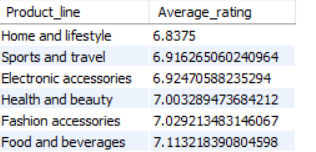 Product_line Average_rating
Home and lifestyle 6.8375
Sports and travel 6.916265060240964
Electronic accessories 6.92470588235294
Health and beauty 7.003289473684212
Fashion accessories 7.029213483146067
Food and beverages 7.113218390804598